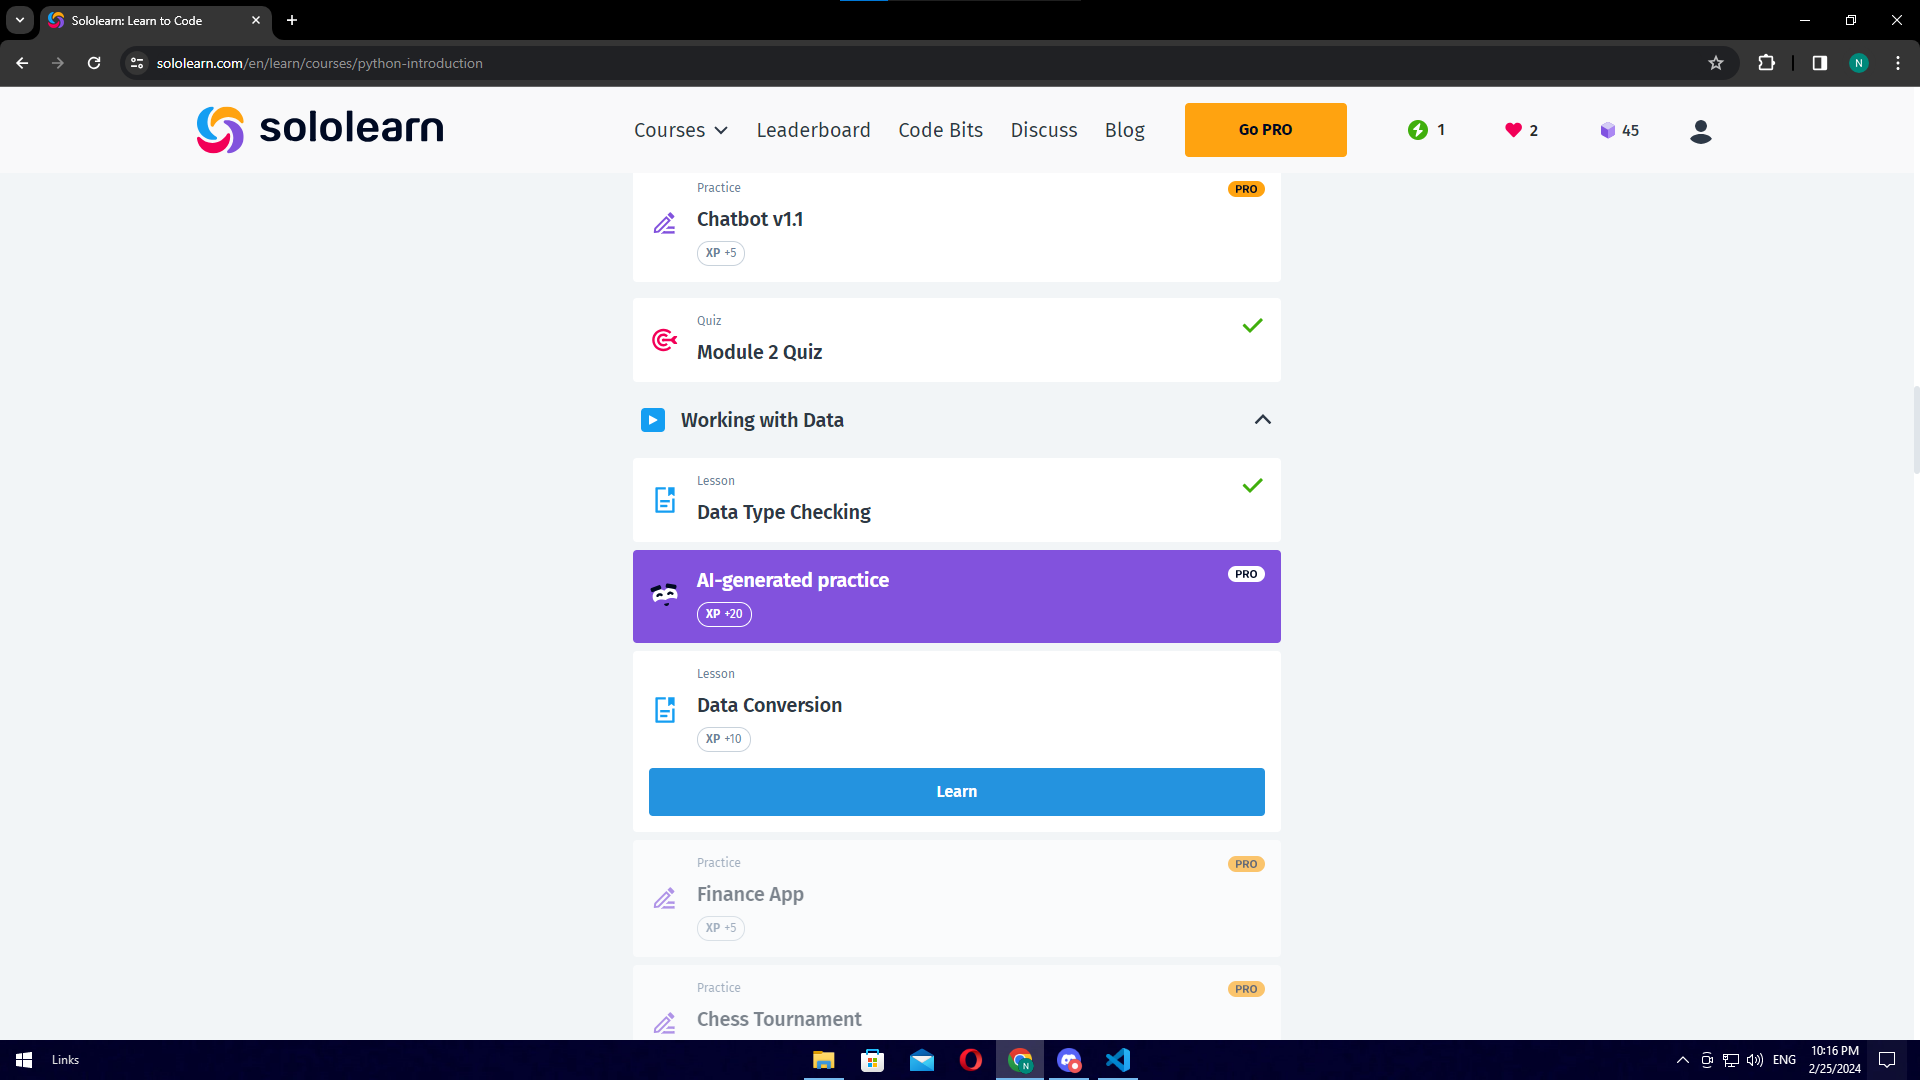 Sololearn: Learn to Code
sololearn.com/en/learn/courses/python-introduction
N
sololearn
Courses
Leaderboard
Code Bits
Discuss
Blog
Go PRO
1
2
45
Practice
PRO
Chatbot v1.1
XP +5
Quiz
Module 2 Quiz
Working with Data
Lesson
Data Type Checking
AI-generated practice
PRO
XP +20
Lesson
Data Conversion
XP +10
Learn
Practice
PRO
Finance App
XP +5
Practice
PRO
Chess Tournament
Links
N
ENG
10:16 PM
2/25/2024